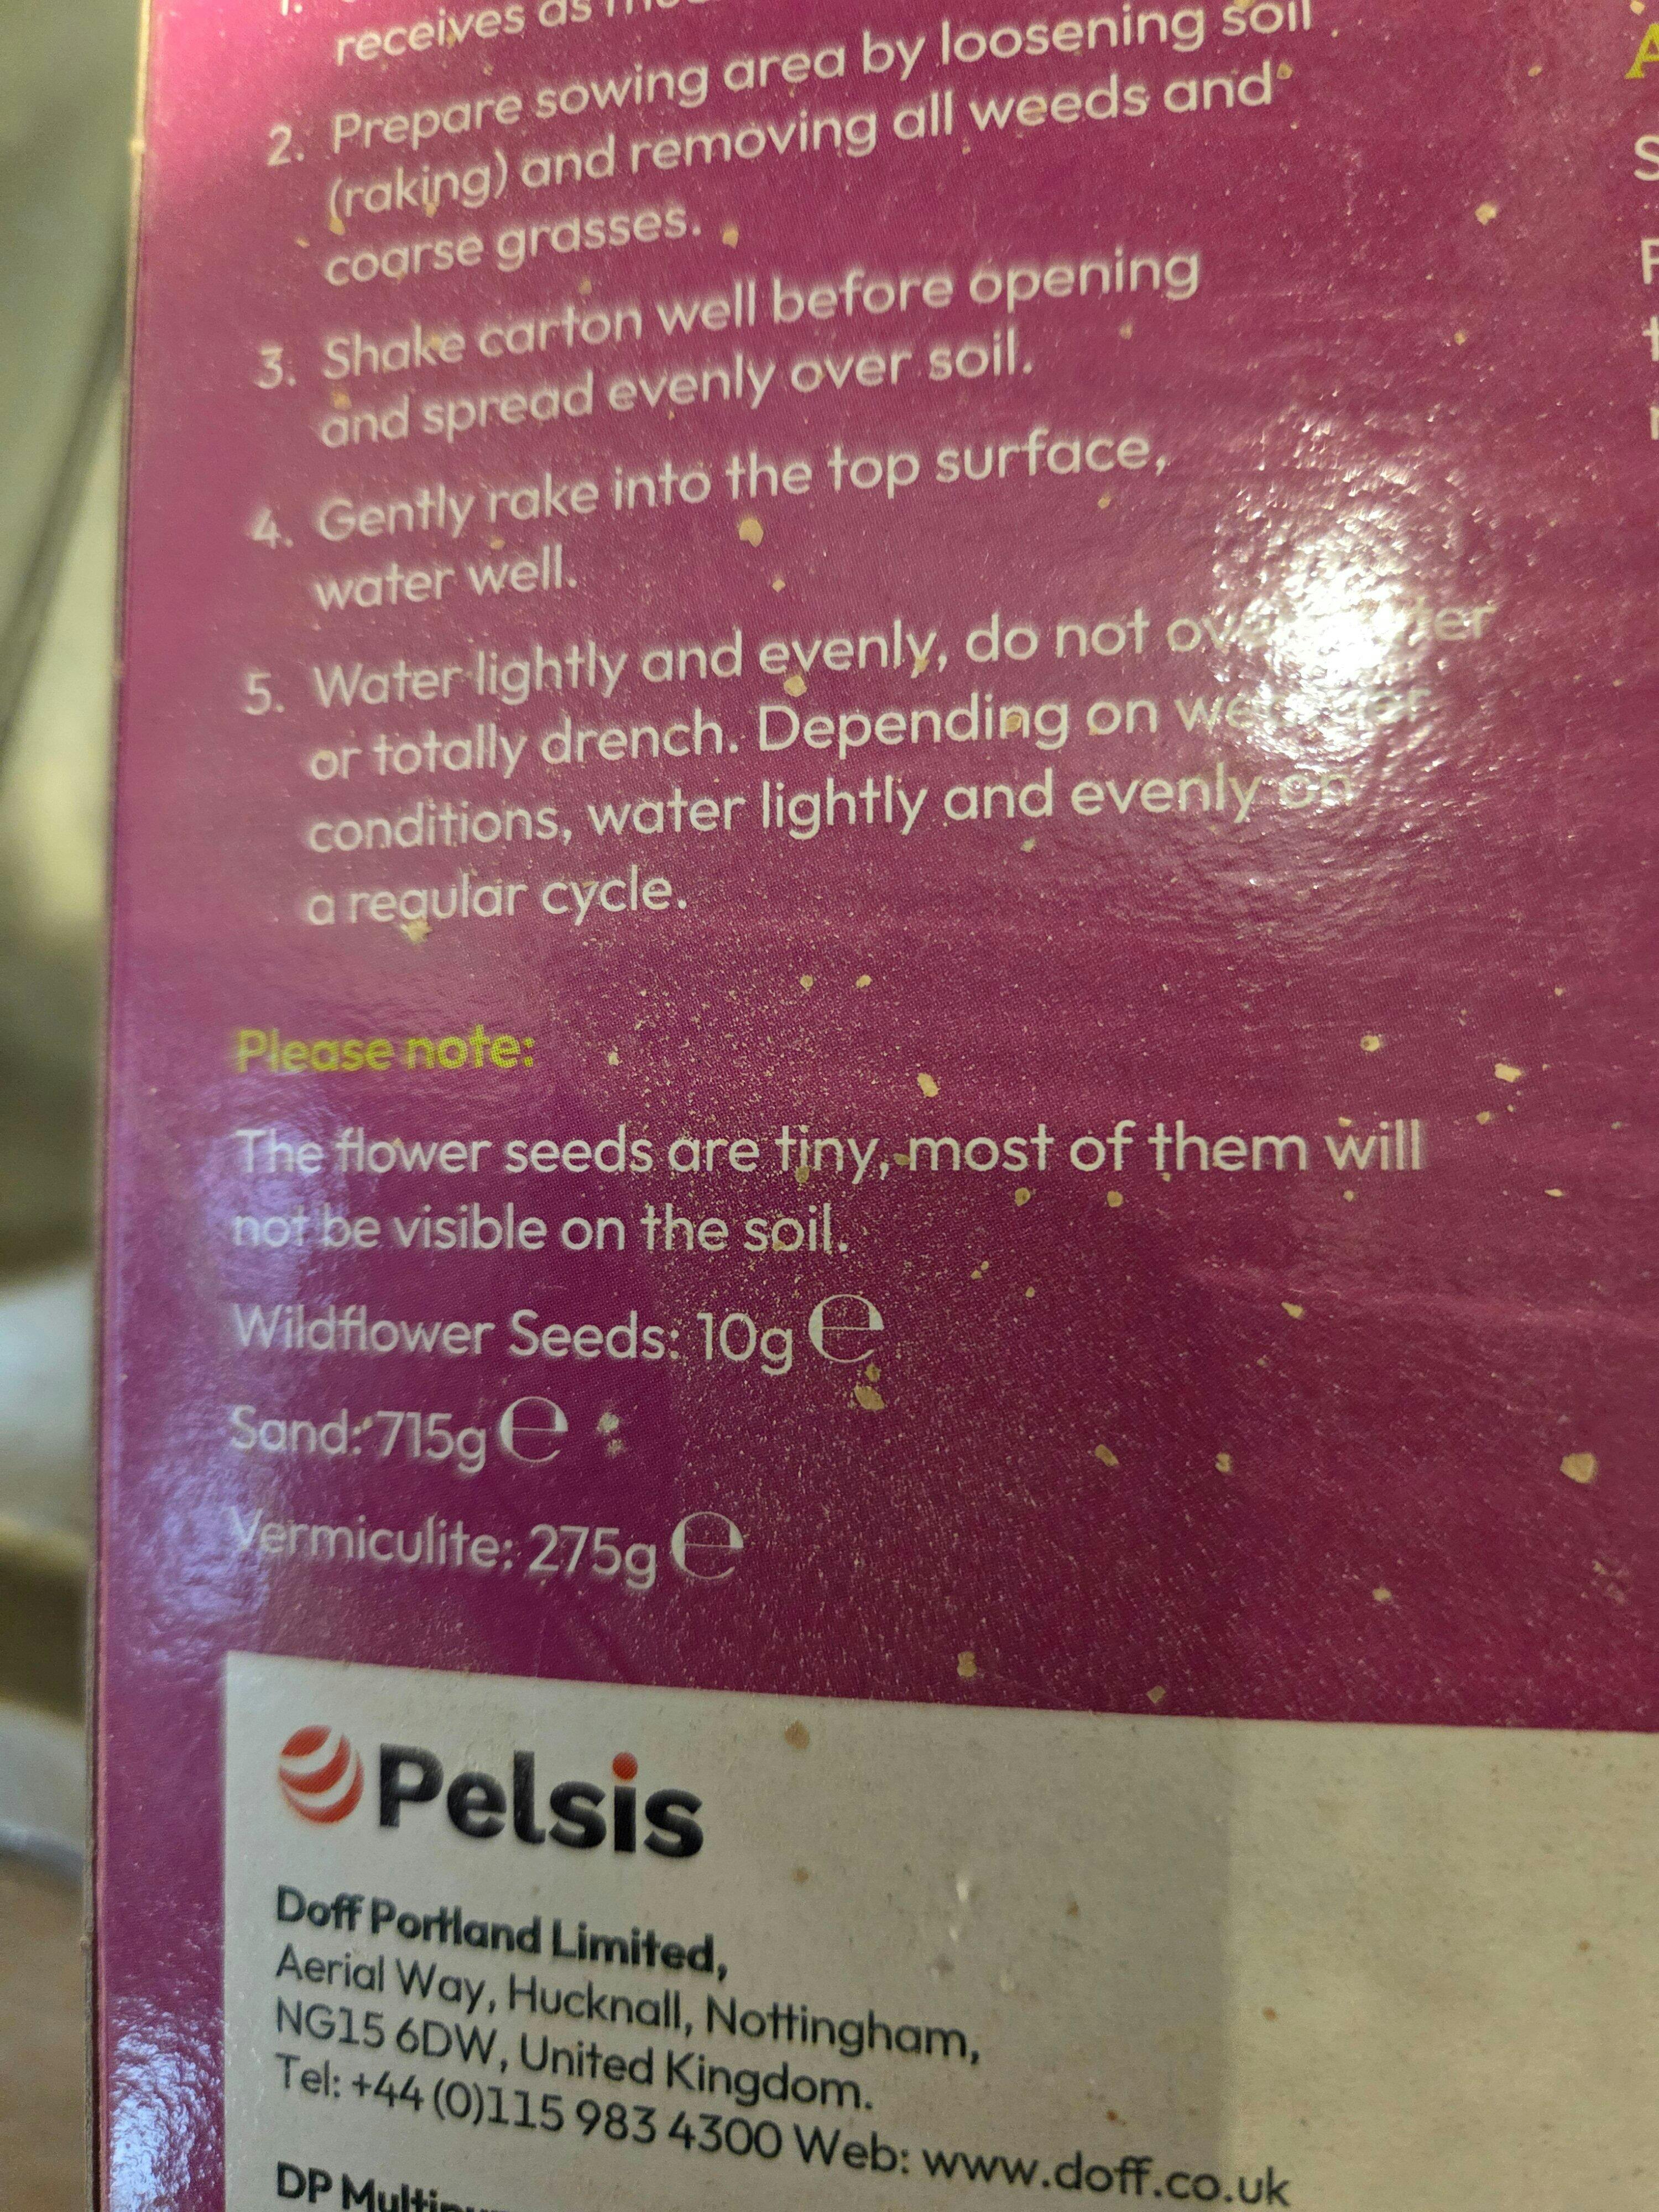 receives as
2. Prepare sowing area by loosening soil
(raking) and removing all weeds and
coarse grasses.
3. Shake carton well before opening
and spread evenly over soil.
4. Gently rake into the top surface,
water well.
5. Water lightly and evenly, do not
or totally drench. Depending on
conditions, water lightly and evenly on
a regular cycle.
Please note:
The flower seeds are tiny, most of them will
not be visible on the soil.
Wildflower Seeds: 10g ℮
Sand: 715g ℮
Vermiculite: 275g ℮
Pelsis
Doff Portland Limited,
Aerial Way, Hucknall, Nottingham,
NG15 6DW, United Kingdom.
Tel: +44 (0)115 983 4300 Web: www.doff.co.uk
DP